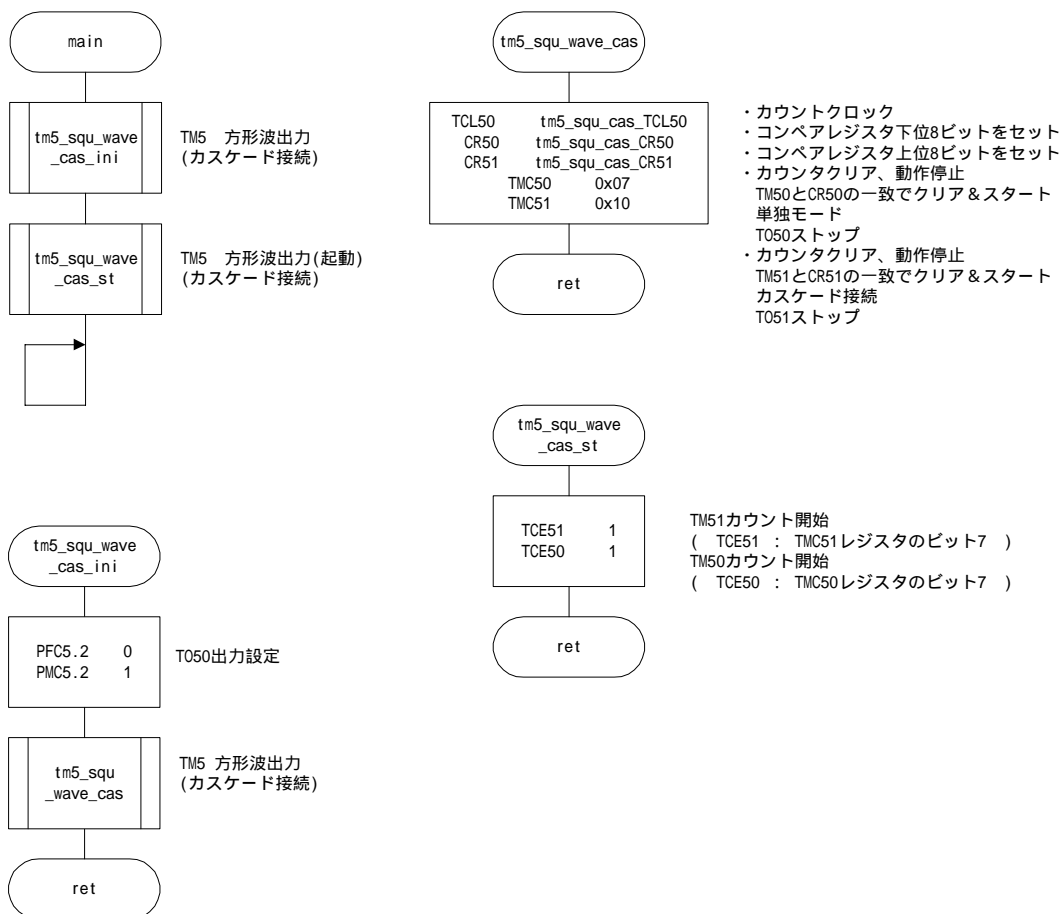 main
tm5_squ_wave
_cas_ini
TM5 方形波出力
(カスケード接続)
tm5_squ_wave
_cas_st
TM5 方形波出力(起動)
(カスケード接続)
tm5_squ_wave_cas
TCL50 tm5_squ_cas_TCL50
CR50 tm5_squ_cas_CR50
CR51 tm5_squ_cas_CR51
TMC50 0x07
TMC51 0x10
・カウントクロック
・コンペアレジスタ下位8ビットをセット
・コンペアレジスタ上位8ビットをセット
・カウンタクリア、動作停止
TM50とCR50の一致でクリア＆スタート
単独モード
TO50ストップ
・カウンタクリア、動作停止
TM51とCR51の一致でクリア＆スタート
カスケード接続
TO51ストップ
ret
tm5_squ_wave
_cas_st
TCE51 1
TCE50 1
TM51カウント開始
( TCE51 : TMC51レジスタのビット7 )
TM50カウント開始
( TCE50 : TMC50レジスタのビット7 )
ret
tm5_squ_wave
_cas_ini
PFC5.2 0
PMC5.2 1
TO50出力設定
tm5_squ
_wave_cas
TM5 方形波出力
(カスケード接続)
ret